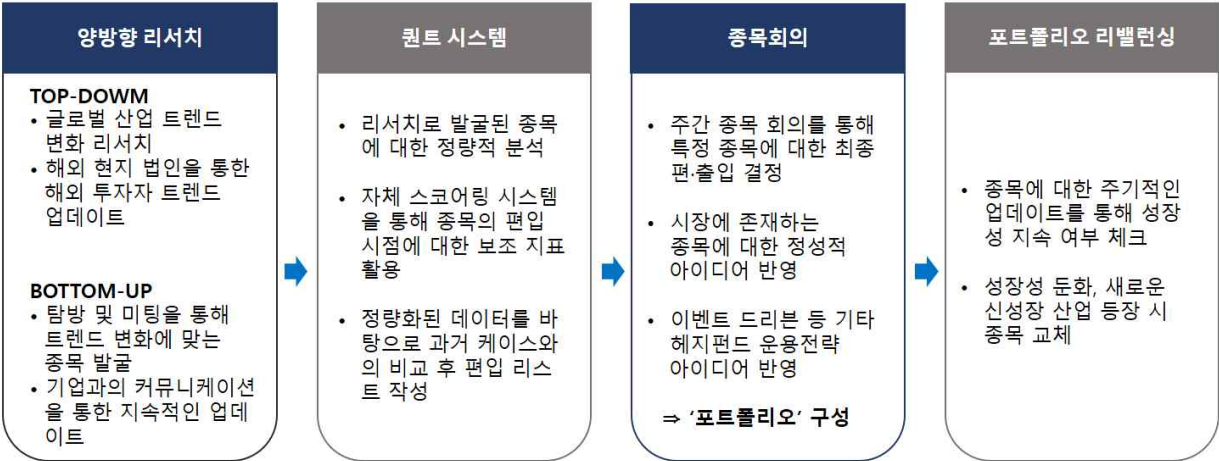 양방향 리서치
TOP-DOWM
• 글로벌 산업 트렌드
변화 리서치
• 해외 현지 법인을 통한
해외 투자자 트렌드
업데이트
BOTTOM-UP
• 탐방 및 미팅을 통해
트렌드 변화에 맞는
종목 발굴
• 기업과의 커뮤니케이션
을 통한 지속적인 업데
이트
퀀트 시스템
• 리서치로 발굴된 종목
에 대한 정량적 분석
• 자체 스코어링 시스템
을 통해 종목의 편입
시점에 대한 보조 지표
활용
• 정량화된 데이터를 바
탕으로 과거 케이스와
의 비교 후 편입 리스
트 작성
종목회의
• 주간 종목 회의를 통해
특정 종목에 대한 최종
편·출입 결정
• 시장에 존재하는
종목에 대한 정성적
아이디어 반영
• 이벤트 드리븐 등 기타
헤지펀드 운용전략
아이디어 반영
⇒ ‘포트폴리오’ 구성
포트폴리오 리밸런싱
• 종목에 대한 주기적인
업데이트를 통해 성장
성 지속 여부 체크
• 성장성 둔화, 새로운
신성장 산업 등장 시
종목 교체